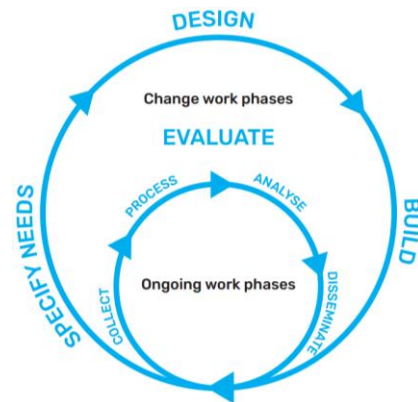 DESIGN
Change work phases
EVALUATE
SPECIFY NEEDS
BUILD
PROCESS
ANALYSE
Ongoing work phases
COLLECT
DISSEMINATE